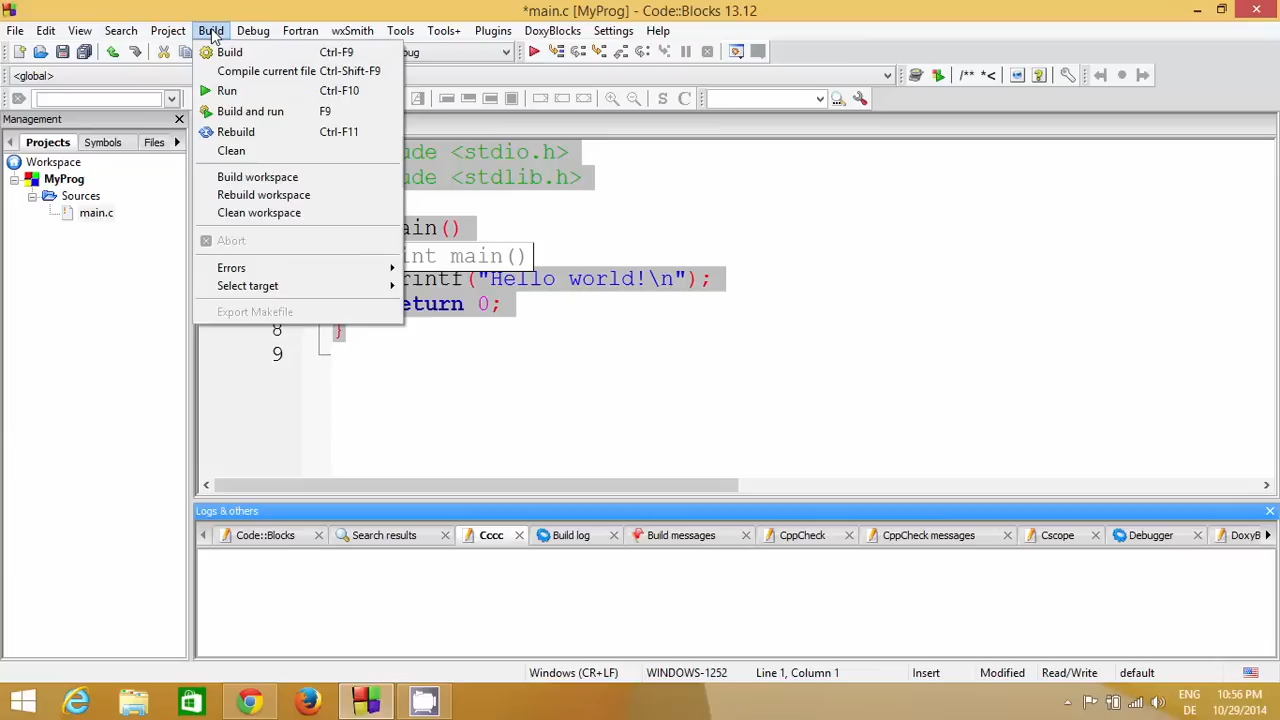 *main.c [MyProg] - Code::Blocks 13.12
File Edit View Search Project Build Debug Fortran wxSmith Tools Tools+ Plugins DoxyBlocks Settings Help
Build Ctrl-F9
Compile current file Ctrl-Shift-F9
Run Ctrl-F10
Build and run F9
Rebuild Ctrl-F11
Clean
Build workspace
Rebuild workspace
Clean workspace
Abort
Errors
Select target
Export Makefile
ug
<global>
/** *<
S C
Management
Projects Symbols Files
Workspace
MyProg
Sources
main.c
ude <stdio.h>
ude <stdlib.h>
ain()
int main()
rintf("Hello world!\n");
eturn 0;
8 }
9
Logs & others
Code::Blocks Search results Cccc Build log Build messages CppCheck CppCheck messages Cscope Debugger DoxyB
Windows (CR+LF) WINDOWS-1252 Line 1, Column 1 Insert Modified Read/Write default
ENG 10:56 PM
DE 10/29/2014